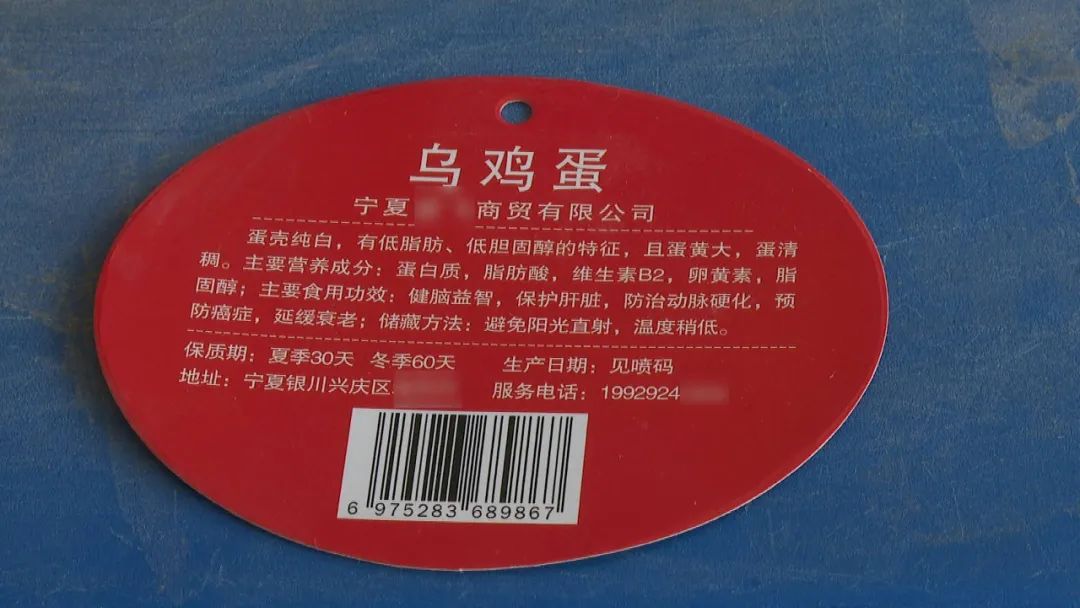 乌鸡蛋
宁夏 商贸有限公司
蛋壳纯白，有低脂肪、低胆固醇的特征，且蛋黄大，蛋清
稠。主要营养成分：蛋白质，脂肪酸，维生素B2，卵黄素，脂
固醇；主要食用功效：健脑益智，保护肝脏，防治动脉硬化，预
防癌症，延缓衰老；储藏方法：避免阳光直射，温度稍低。
保质期：夏季30天 冬季60天 生产日期：见喷码
地址：宁夏银川兴庆区 服务电话：1992924
6 975283 689867